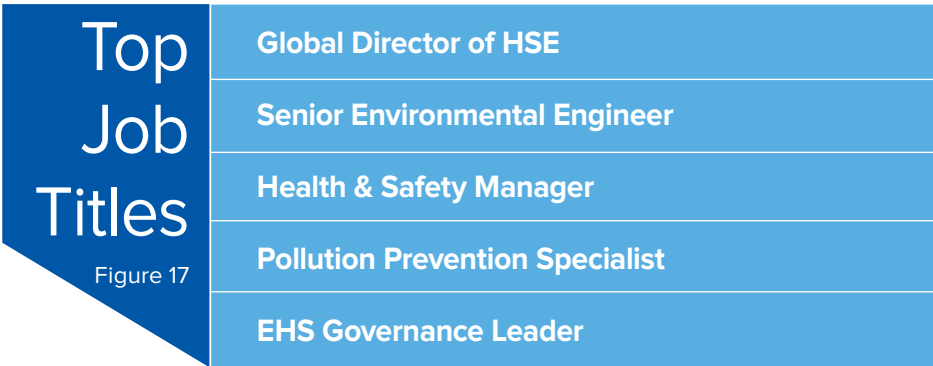 Top
Job
Titles
Figure 17
Global Director of HSE
Senior Environmental Engineer
Health & Safety Manager
Pollution Prevention Specialist
EHS Governance Leader